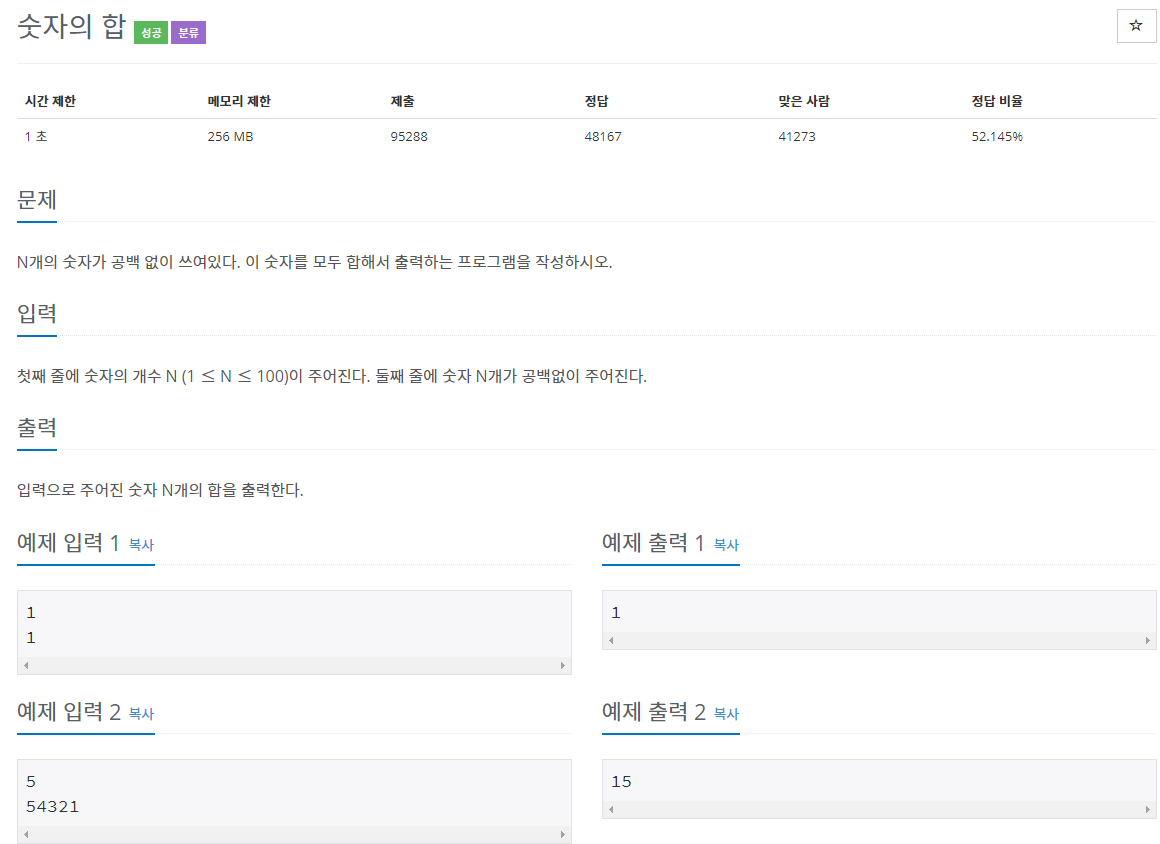 숫자의 합 성공 분류
☆
시간 제한 메모리 제한 제출 정답 맞은 사람 정답 비율
1 초 256 MB 95288 48167 41273 52.145%
문제
N개의 숫자가 공백 없이 쓰여있다. 이 숫자를 모두 합해서 출력하는 프로그램을 작성하시오.
입력
첫째 줄에 숫자의 개수 N (1 ≤ N ≤ 100)이 주어진다. 둘째 줄에 숫자 N개가 공백없이 주어진다.
출력
입력으로 주어진 숫자 N개의 합을 출력한다.
예제 입력 1 복사
1
1
예제 출력 1 복사
1
예제 입력 2 복사
5
54321
예제 출력 2 복사
15